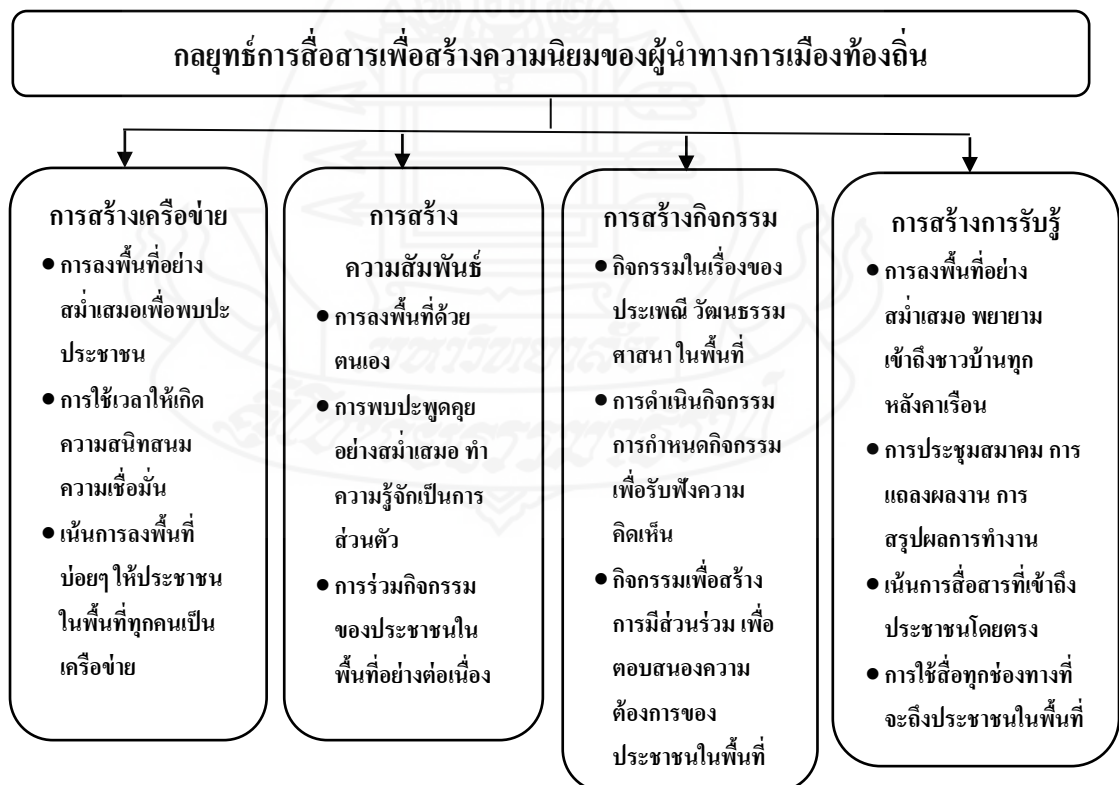 กลยุทธ์การสื่อสารเพื่อสร้างความนิยมของผู้นำทางการเมืองท้องถิ่น
การสร้างเครือข่าย
● การลงพื้นที่อย่าง
สม่ำเสมอเพื่อพบปะ
ประชาชน
● การใช้เวลาให้เกิด
ความสนิทสนม
ความเชื่อมั่น
● เน้นการลงพื้นที่
บ่อยๆ ให้ประชาชน
ในพื้นที่ทุกคนเป็น
เครือข่าย
การสร้าง
ความสัมพันธ์
● การลงพื้นที่ด้วย
ตนเอง
● การพบปะพูดคุย
อย่างสม่ำเสมอ ทำ
ความรู้จักเป็นการ
ส่วนตัว
● การร่วมกิจกรรม
ของประชาชนใน
พื้นที่อย่างต่อเนื่อง
การสร้างกิจกรรม
● กิจกรรมในเรื่องของ
ประเพณี วัฒนธรรม
ศาสนา ในพื้นที่
● การดำเนินกิจกรรม
การกำหนดกิจกรรม
เพื่อรับฟังความ
คิดเห็น
● กิจกรรมเพื่อสร้าง
การมีส่วนร่วม เพื่อ
ตอบสนองความ
ต้องการของ
ประชาชนในพื้นที่
การสร้างการรับรู้
● การลงพื้นที่อย่าง
สม่ำเสมอ พยายาม
เข้าถึงชาวบ้านทุก
หลังคาเรือน
● การประชุมสมาคม การ
แถลงผลงาน การ
สรุปผลการทำงาน
● เน้นการสื่อสารที่เข้าถึง
ประชาชนโดยตรง
● การใช้สื่อทุกช่องทางที่
จะถึงประชาชนในพื้นที่